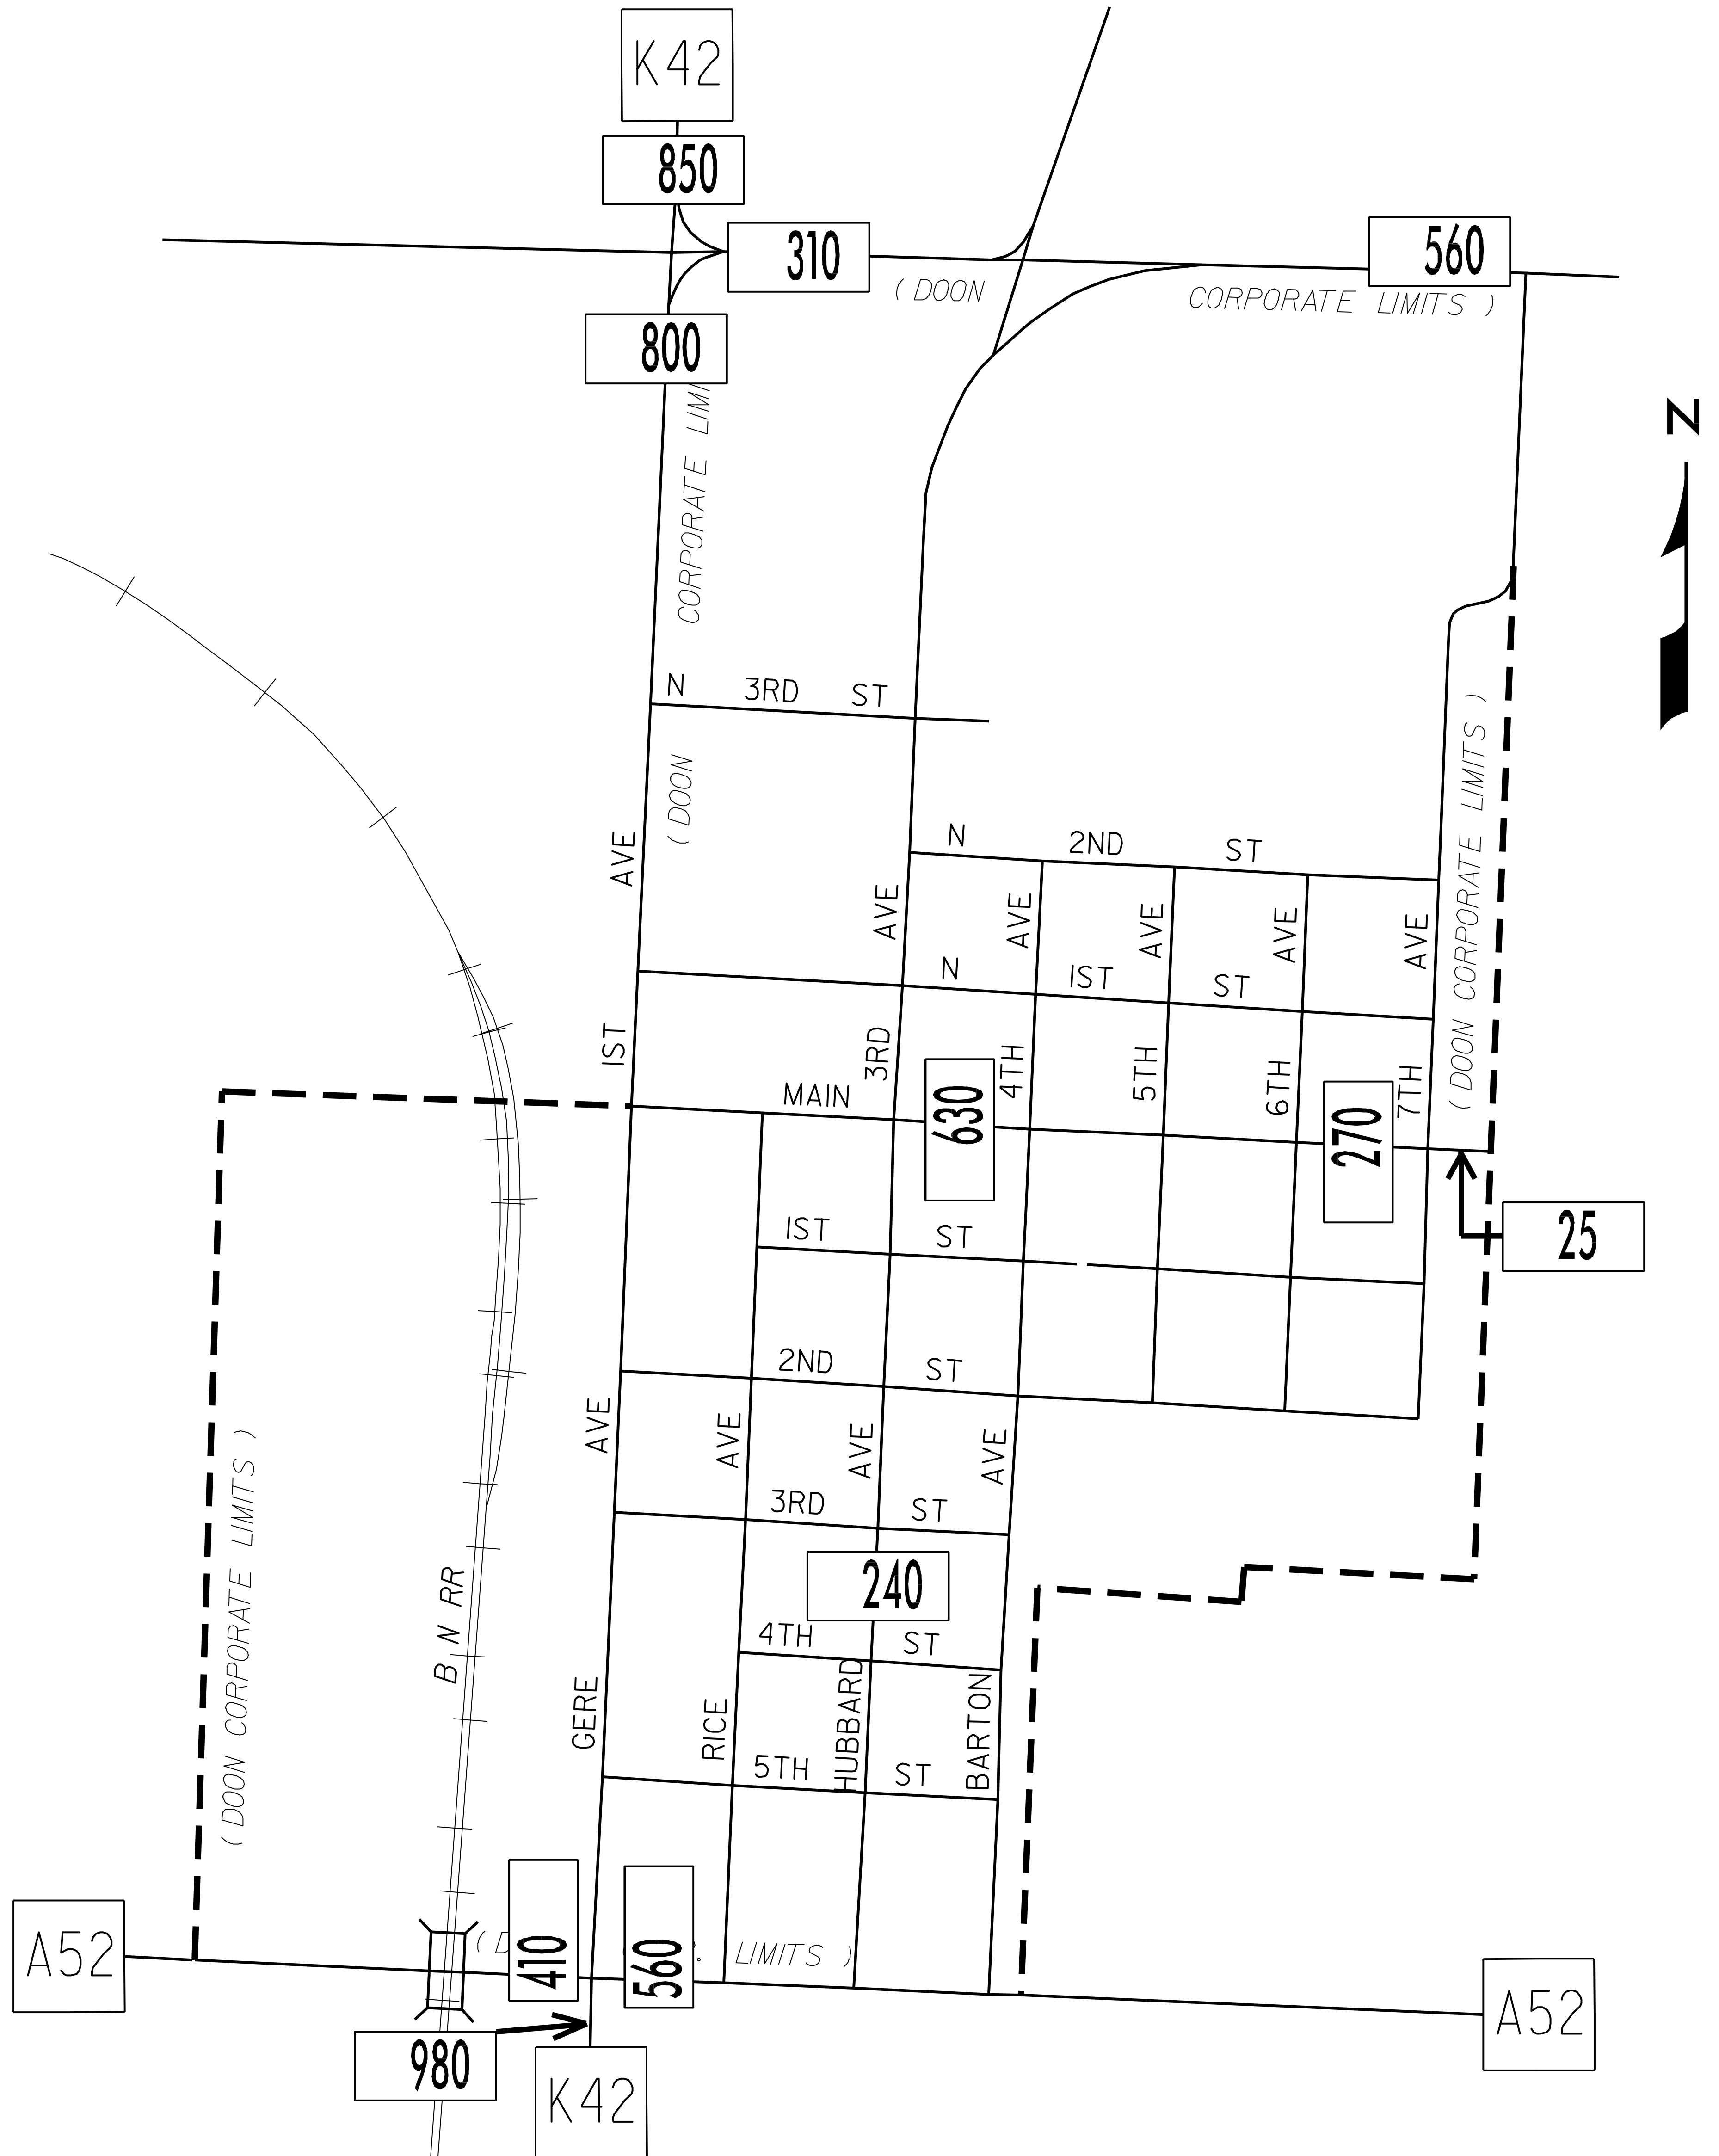 K42
850
310
560
( DOON CORPORATE LIMITS )
800
CORPORATE LIMI
N
N 3RD ST
( DOON
AVE
N 2ND ST
AVE
AVE
AVE
AVE
AVE
( DOON CORPORATE LIMITS )
N IST ST
IST
3RD
4TH
5TH
6TH
7TH
MAIN
630
270
25
IST ST
2ND ST
AVE
AVE
AVE
AVE
3RD ST
( DOON CORPORATE LIMITS )
B N RR
240
4TH ST
GERE
RICE
HUBBARD
BARTON
5TH ST
A52
( D
410
560
LIMITS )
A52
980
K42